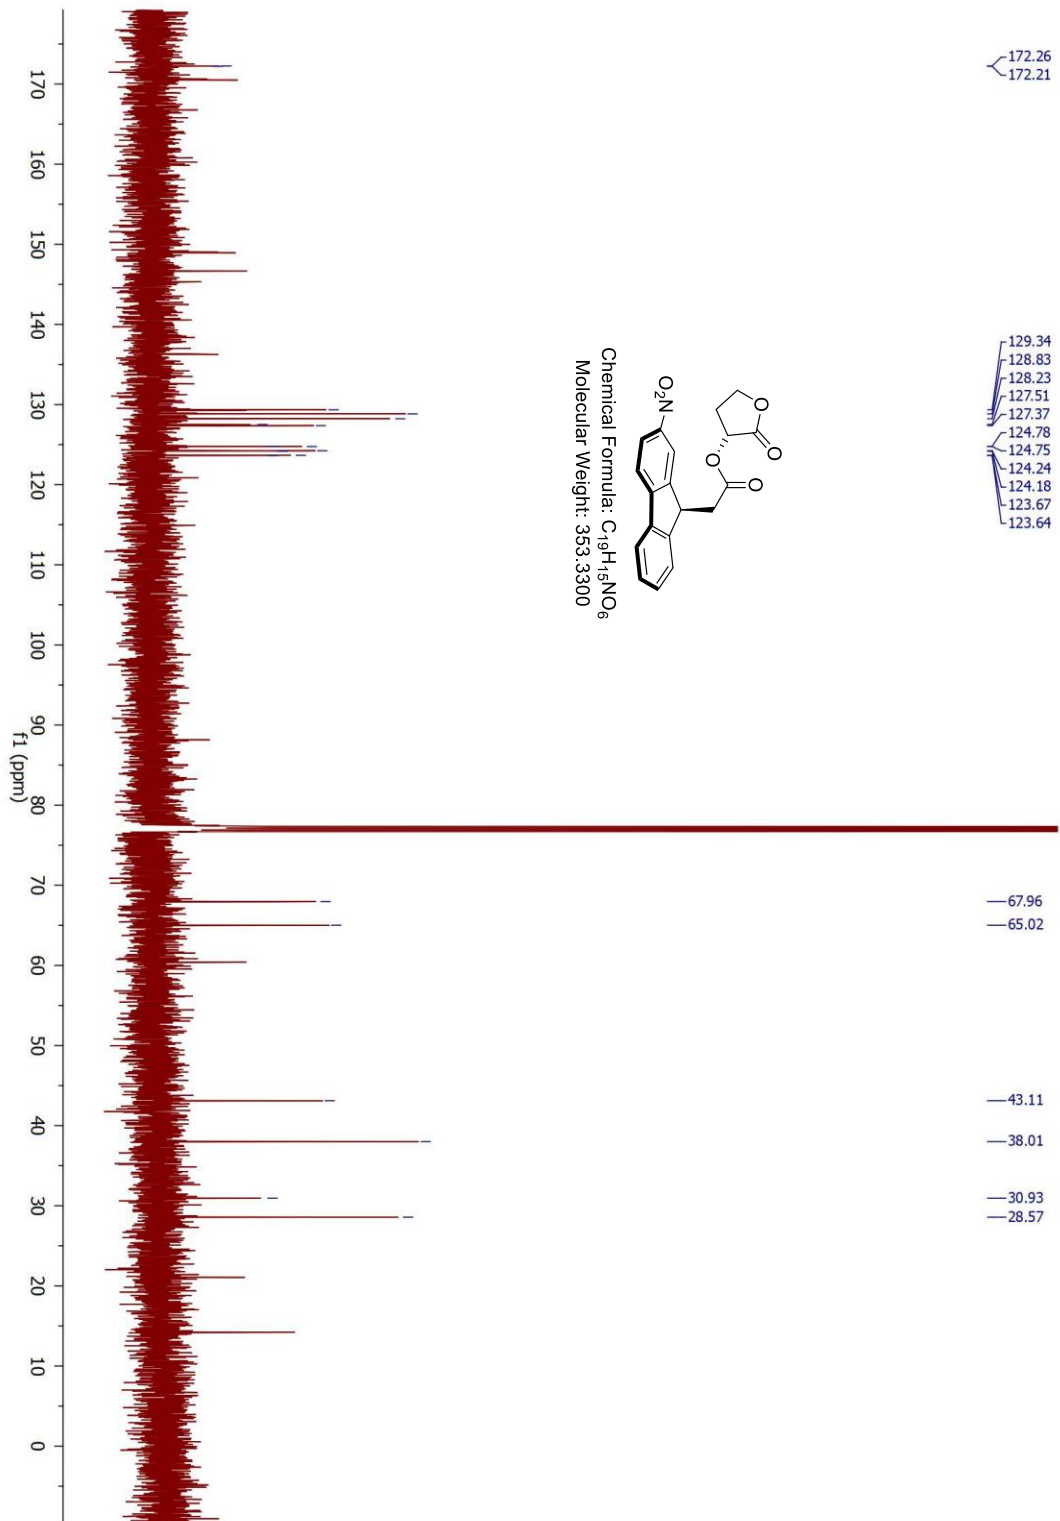 172.26
172.21
129.34
128.83
128.23
127.51
127.37
124.78
124.75
124.24
124.18
123.67
123.64
67.96
65.02
43.11
38.01
30.93
28.57
O
O
O
O
O₂N
Chemical Formula: C₁₉H₁₅NO₆
Molecular Weight: 353.3300
170 160 150 140 130 120 110 100 90 80 70 60 50 40 30 20 10 0
f1 (ppm)